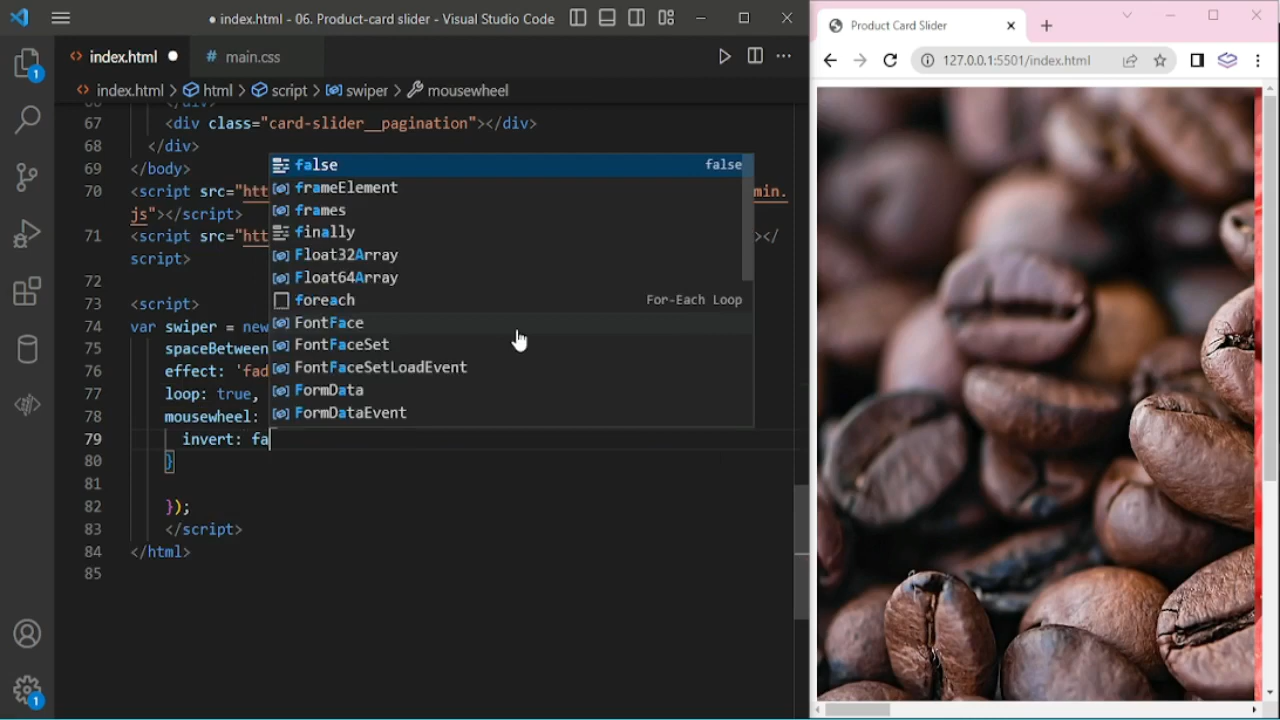 ● index.html - 06. Product-card slider - Visual Studio Code
<> index.html ● # main.css
<> index.html > html > script > swiper > mousewheel
67 <div class="card-slider__pagination"></div>
68 </div>
69 </body>
70 <script src="htt min.
js"></script>
71 <script src="htt ></
script>
72
73 <script>
74 var swiper = new
75 spaceBetween
76 effect: 'fad
77 loop: true,
78 mousewheel:
79 invert: fa
80 }
81
82 });
83 </script>
84 </html>
85
false false
frameElement
frames
finally
Float32Array
Float64Array
foreach For-Each Loop
FontFace
FontFaceSet
FontFaceSetLoadEvent
FormData
FormDataEvent
1
1
Product Card Slider
127.0.0.1:5501/index.html